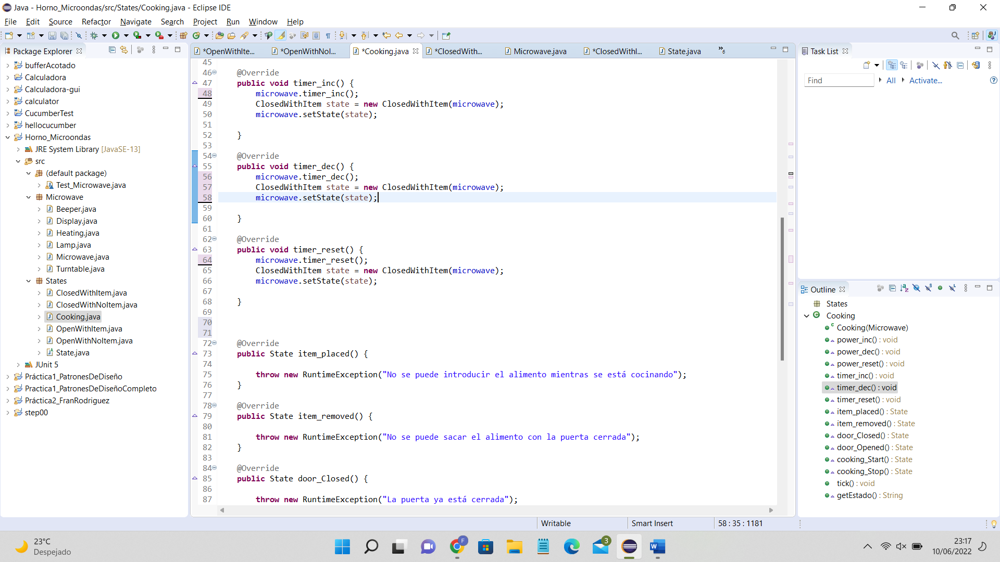 Java - Horno_Microondas/src/States/Cooking.java - Eclipse IDE
File Edit Source Refactor Navigate Search Project Run Window Help
Package Explorer
bufferAcotado
Calculadora
Calculadora-gui
calculator
CucumberTest
hellocucumber
Horno_Microondas
JRE System Library [JavaSE-13]
src
(default package)
Test_Microwave.java
Microwave
Beeper.java
Display.java
Heating.java
Lamp.java
Microwave.java
Turntable.java
States
ClosedWithItem.java
ClosedWithNoItem.java
Cooking.java
OpenWithItem.java
OpenWithNoItem.java
State.java
JUnit 5
Práctica1_PatronesDeDiseño
Practica1_PatronesDeDiseñoCompleto
Práctica2_FranRodriguez
step00
*OpenWithIte... *OpenWithNoI... *Cooking.java *ClosedWith... Microwave.java *ClosedWithI... State.java »6
45
46 @Override
47 public void timer_inc() {
48 microwave.timer_inc();
49 ClosedWithItem state = new ClosedWithItem(microwave);
50 microwave.setState(state);
51
52 }
53
54 @Override
55 public void timer_dec() {
56 microwave.timer_dec();
57 ClosedWithItem state = new ClosedWithItem(microwave);
58 microwave.setState(state);
59
60 }
61
62 @Override
63 public void timer_reset() {
64 microwave.timer_reset();
65 ClosedWithItem state = new ClosedWithItem(microwave);
66 microwave.setState(state);
67
68 }
69
70
71
72 @Override
73 public State item_placed() {
74
75 throw new RuntimeException("No se puede introducir el alimento mientras se está cocinando");
76 }
77
78 @Override
79 public State item_removed() {
80
81 throw new RuntimeException("No se puede sacar el alimento con la puerta cerrada");
82 }
83
84 @Override
85 public State door_Closed() {
86
87 throw new RuntimeException("La puerta ya está cerrada");
Task List
Find All Activate...
Outline
States
Cooking
Cooking(Microwave)
power_inc() : void
power_dec() : void
power_reset() : void
timer_inc() : void
timer_dec() : void
timer_reset() : void
item_placed() : State
item_removed() : State
door_Closed() : State
door_Opened() : State
cooking_Start() : State
cooking_Stop() : State
tick() : void
getEstado() : String
Writable Smart Insert 58 : 35 : 1181
23°C
Despejado
F
3
23:17
10/06/2022